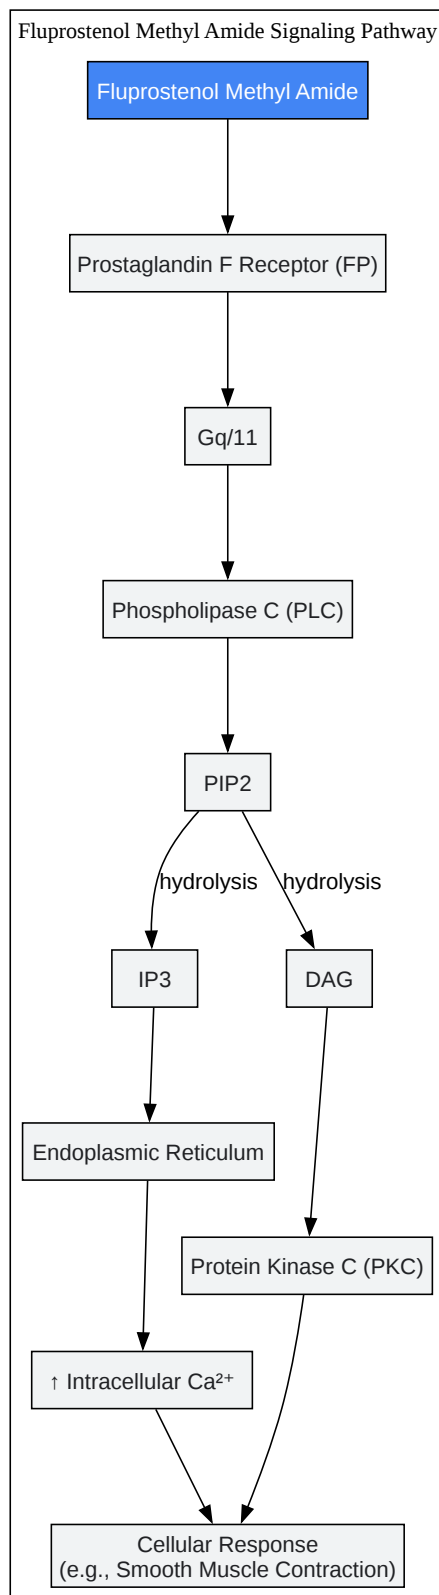 Fluprostenol Methyl Amide Signaling Pathway
Fluprostenol Methyl Amide
Prostaglandin F Receptor (FP)
Gq/11
Phospholipase C (PLC)
PIP2
hydrolysis
hydrolysis
IP3
DAG
Endoplasmic Reticulum
Protein Kinase C (PKC)
↑ Intracellular Ca²⁺
Cellular Response
(e.g., Smooth Muscle Contraction)